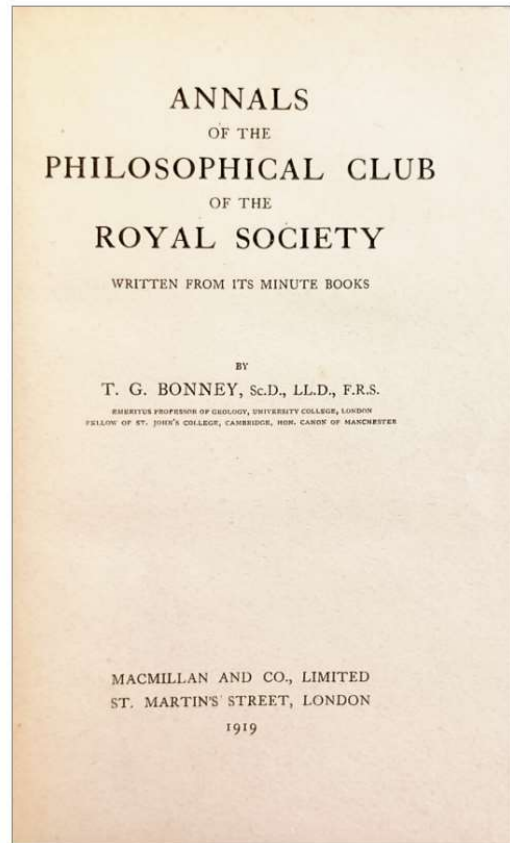 ANNALS
OF THE
PHILOSOPHICAL CLUB
OF THE
ROYAL SOCIETY
WRITTEN FROM ITS MINUTE BOOKS
BY
T. G. BONNEY, Sc.D., LL.D., F.R.S.
EMERITUS PROFESSOR OF GEOLOGY, UNIVERSITY COLLEGE, LONDON
FELLOW OF ST. JOHN'S COLLEGE, CAMBRIDGE, HON. CANON OF MANCHESTER
MACMILLAN AND CO., LIMITED
ST. MARTIN'S STREET, LONDON
1919